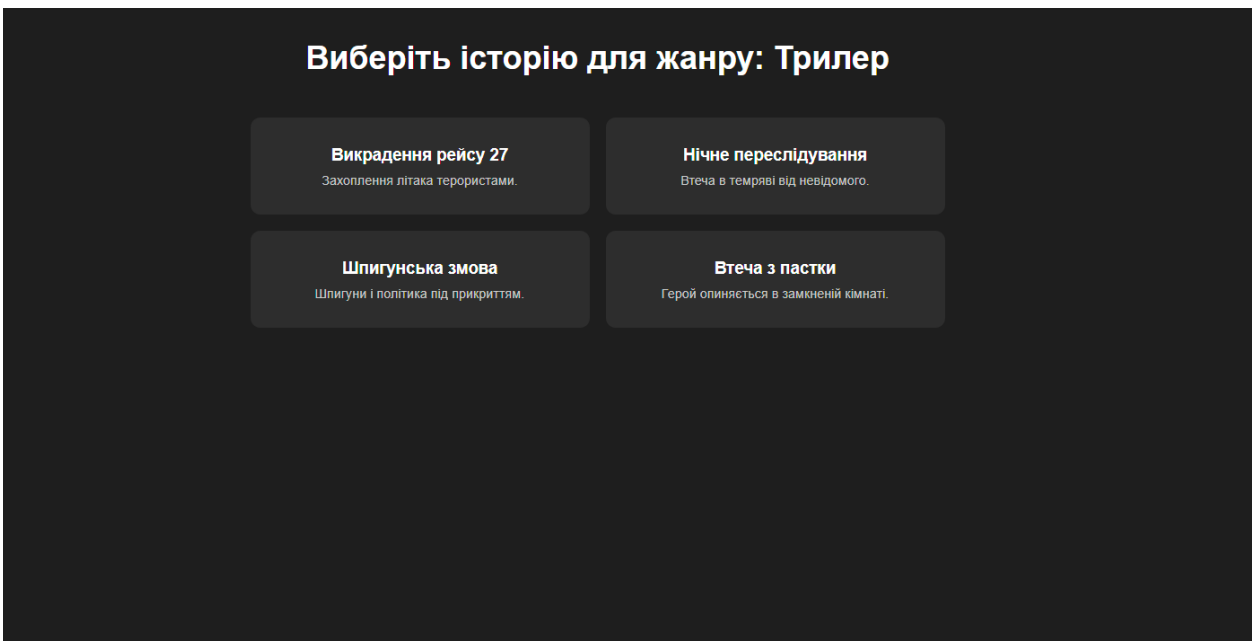 Виберіть історію для жанру: Трилер
Викрадення рейсу 27
Захоплення літака терористами.
Нічне переслідування
Втеча в темряві від невідомого.
Шпигунська змова
Шпигуни і політика під прикриттям.
Втеча з пастки
Герой опиняється в замкненій кімнаті.